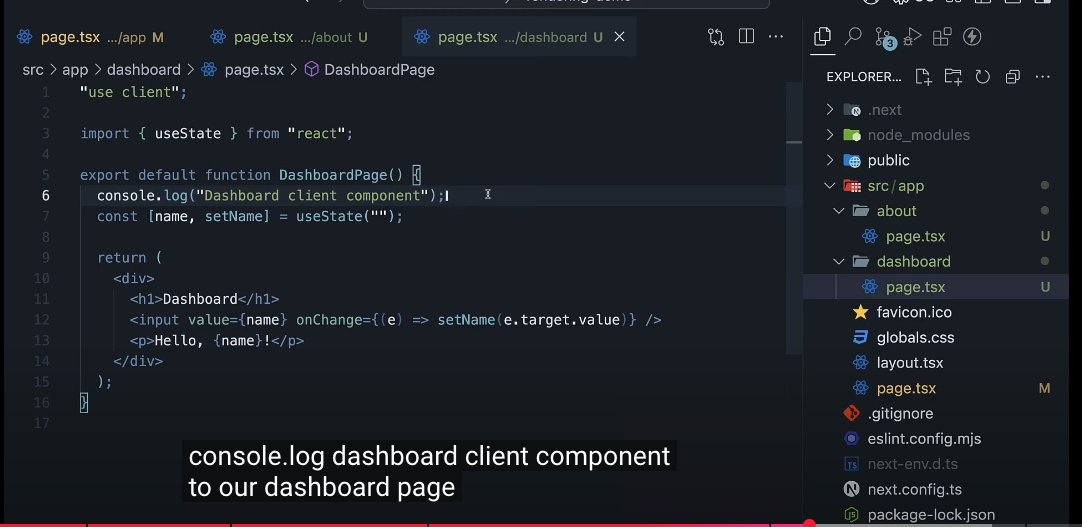 page.tsx .../app M
page.tsx .../about U
page.tsx .../dashboard U
src > app > dashboard > page.tsx > DashboardPage
EXPLORER...
1 "use client";
2
3 import { useState } from "react";
4
5 export default function DashboardPage() {
6 console.log("Dashboard client component");
7 const [name, setName] = useState("");
8
9 return (
10 <div>
11 <h1>Dashboard</h1>
12 <input value={name} onChange={(e) => setName(e.target.value)} />
13 <p>Hello, {name}!</p>
14 </div>
15 );
16 }
17
3
.next
node_modules
public
src/app
about
page.tsx U
dashboard
page.tsx U
favicon.ico
globals.css
layout.tsx
page.tsx M
.gitignore
eslint.config.mjs
TS next-env.d.ts
next.config.ts
package-lock.json
console.log dashboard client component
to our dashboard page